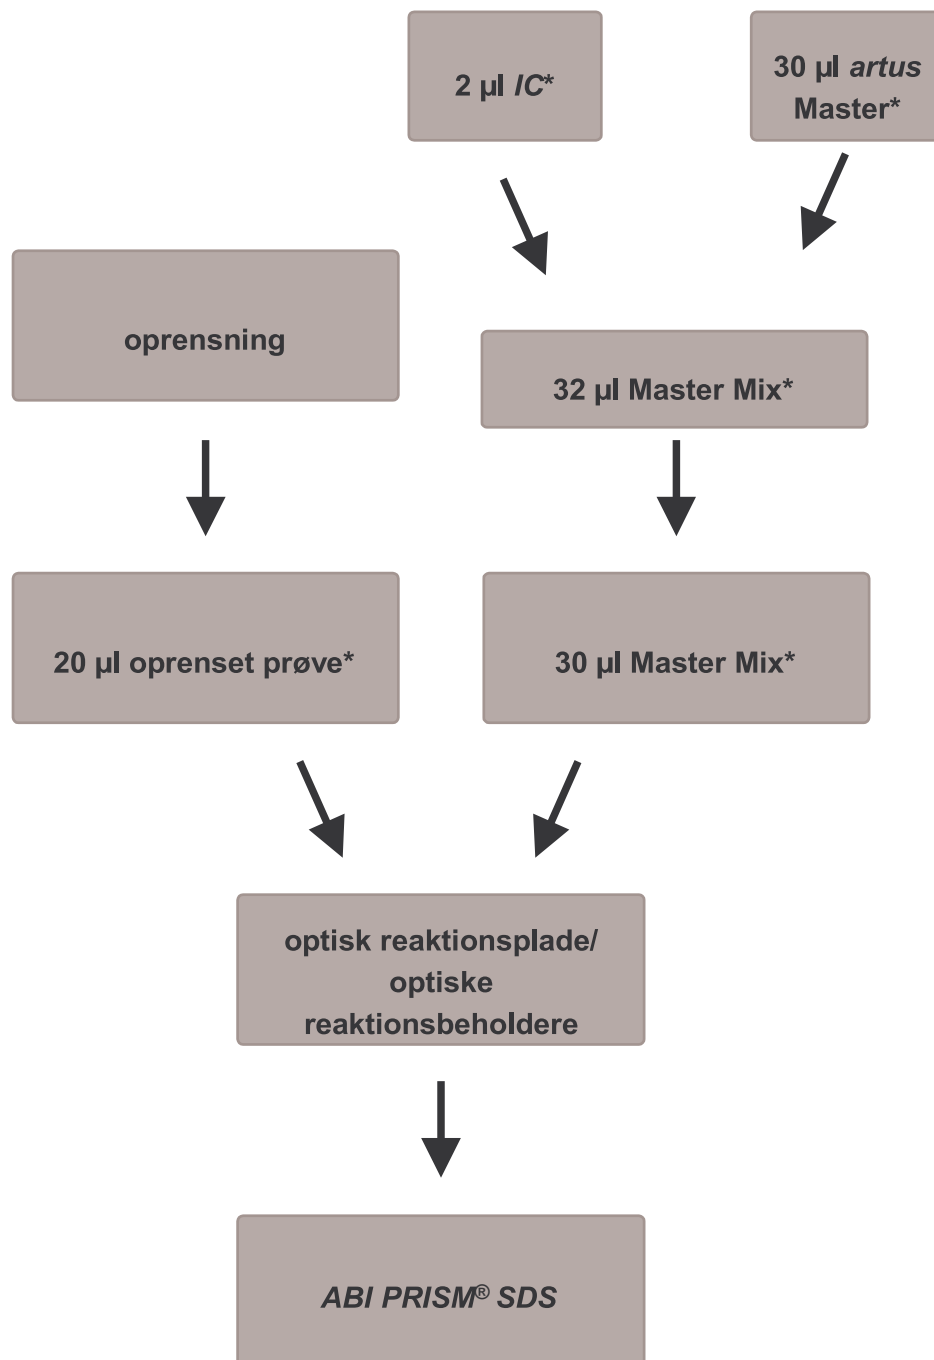 2 µl IC*
30 µl artus
Master*
oprensning
32 µl Master Mix*
20 µl oprenset prøve*
30 µl Master Mix*
optisk reaktionsplade/
optiske
reaktionsbeholdere
ABI PRISM® SDS